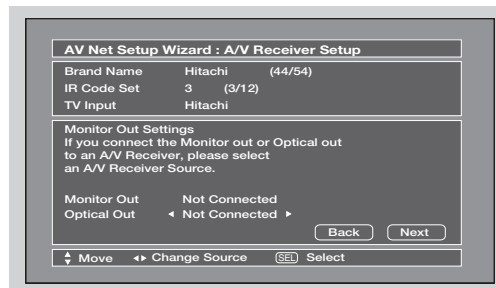 AV Net Setup Wizard : A/V Receiver Setup
Brand Name Hitachi (44/54)
IR Code Set 3 (3/12)
TV Input Hitachi
Monitor Out Settings
If you connect the Monitor out or Optical out
to an A/V Receiver, please select
an A/V Receiver Source.
Monitor Out Not Connected
Optical Out Not Connected
Back Next
Move Change Source SEL Select